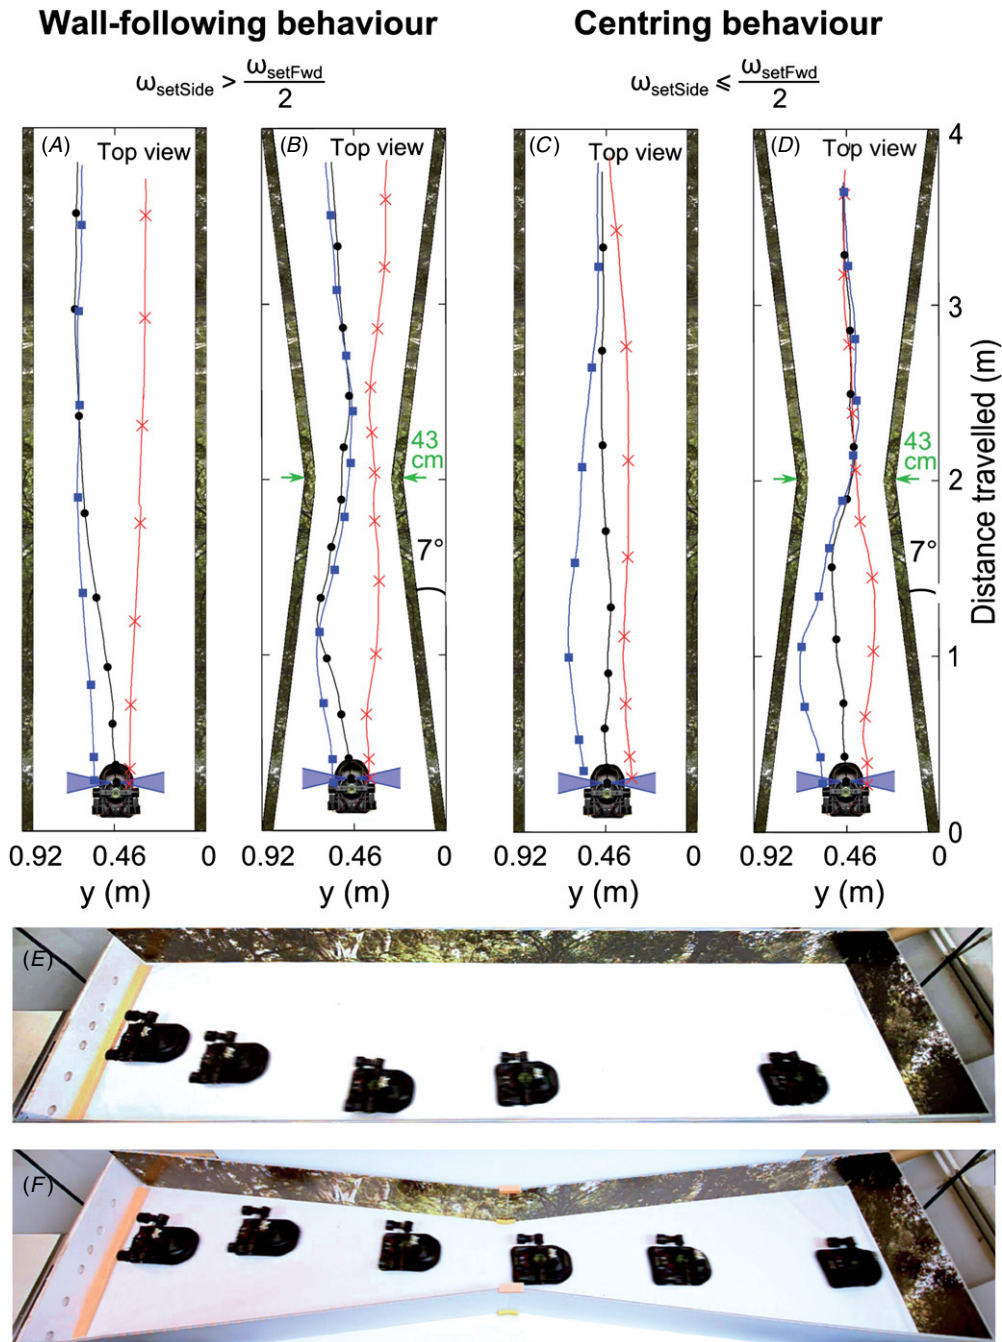 Wall-following behaviour
Centring behaviour
ωsetSide > ωsetFwd / 2
ωsetSide ⩽ ωsetFwd / 2
(A) Top view
(B) Top view
(C) Top view
(D) Top view
4
3
2
1
0
Distance travelled (m)
43 cm
7°
43 cm
7°
0.92 0.46 0
0.92 0.46 0
0.92 0.46 0
0.92 0.46 0
y (m)
y (m)
y (m)
y (m)
(E)
(F)